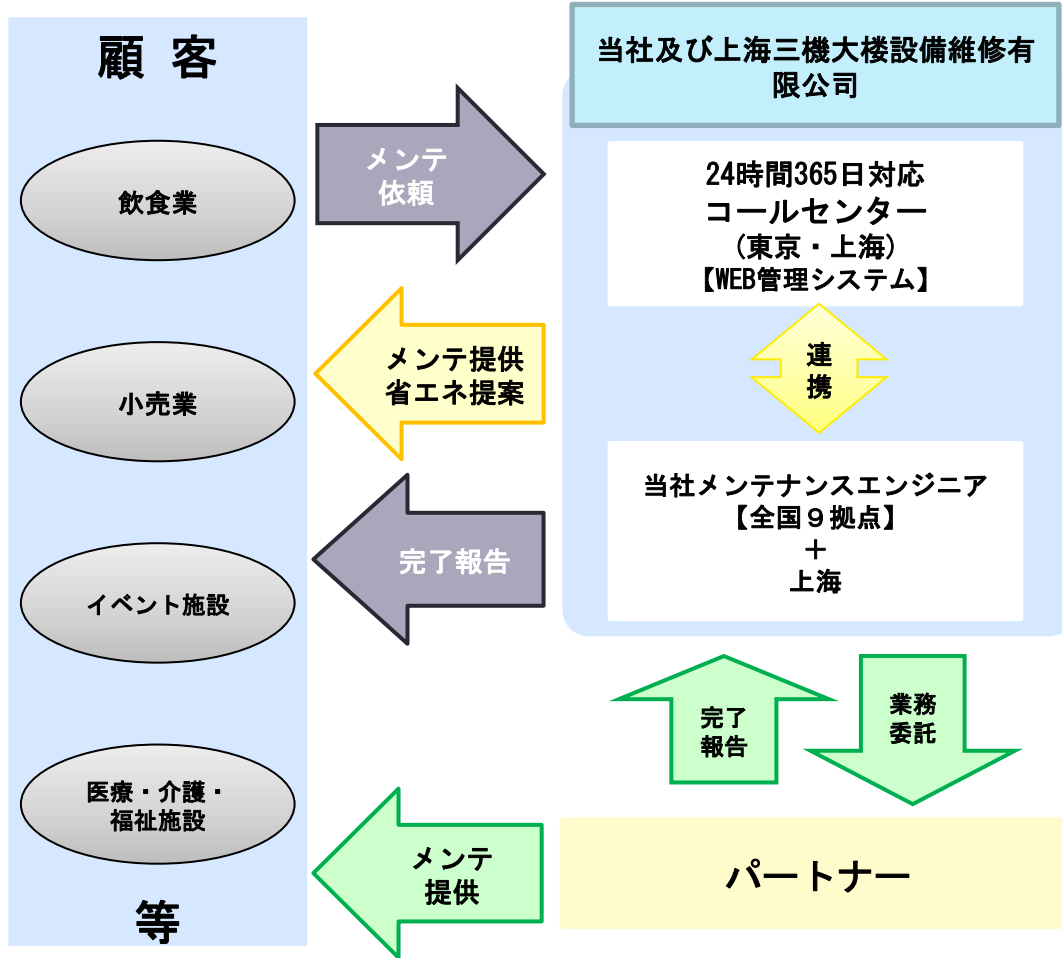 顧 客
飲食業
小売業
イベント施設
医療・介護・
福祉施設
等
メンテ
依頼
メンテ提供
省エネ提案
完了報告
メンテ
提供
当社及び上海三機大楼設備維修有
限公司
24時間365日対応
コールセンター
(東京・上海)
【WEB管理システム】
連
携
当社メンテナンスエンジニア
【全国９拠点】
＋
上海
完了
報告
業務
委託
パートナー